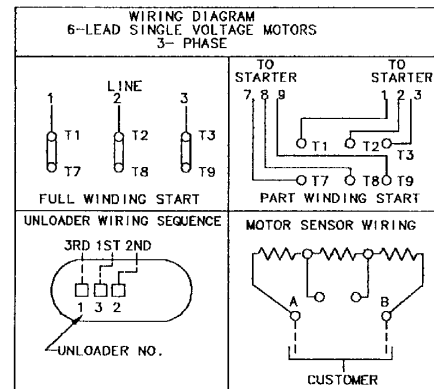 WIRING DIAGRAM
6-LEAD SINGLE VOLTAGE MOTORS
3- PHASE
LINE
1 2 3
T1 T2 T3
T7 T8 T9
FULL WINDING START
TO STARTER TO STARTER
7 8 9 1 2 3
T1 T2 T3
T7 T8 T9
PART WINDING START
UNLOADER WIRING SEQUENCE
3RD 1ST 2ND
1 3 2
UNLOADER NO.
MOTOR SENSOR WIRING
A B
CUSTOMER